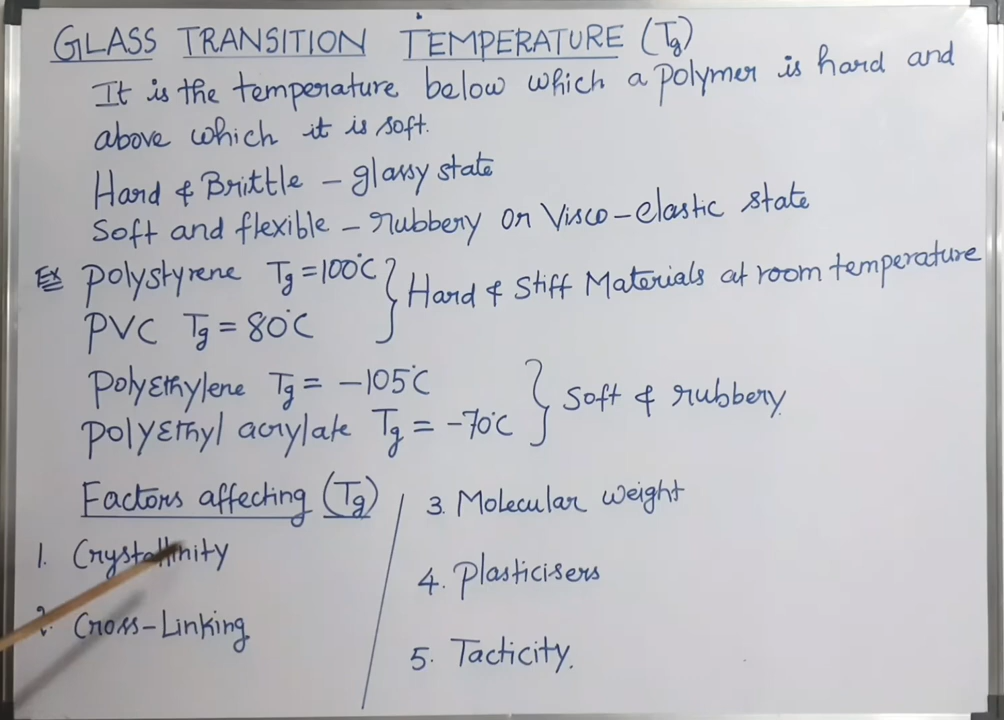 GLASS TRANSITION TEMPERATURE (Tg)
It is the temperature below which a polymer is hard and
above which it is soft.
Hard & Brittle - glassy state
Soft and flexible - rubbery or Visco-elastic state
Ex Polystyrene Tg = 100°C } Hard & Stiff Materials at room temperature
PVC Tg = 80°C
PolyEthylene Tg = -105°C } Soft & rubbery
PolyEthyl acrylate Tg = -70°C
Factors affecting (Tg)
1. Crystallinity
2. Cross-Linking
3. Molecular weight
4. Plasticisers
5. Tacticity.